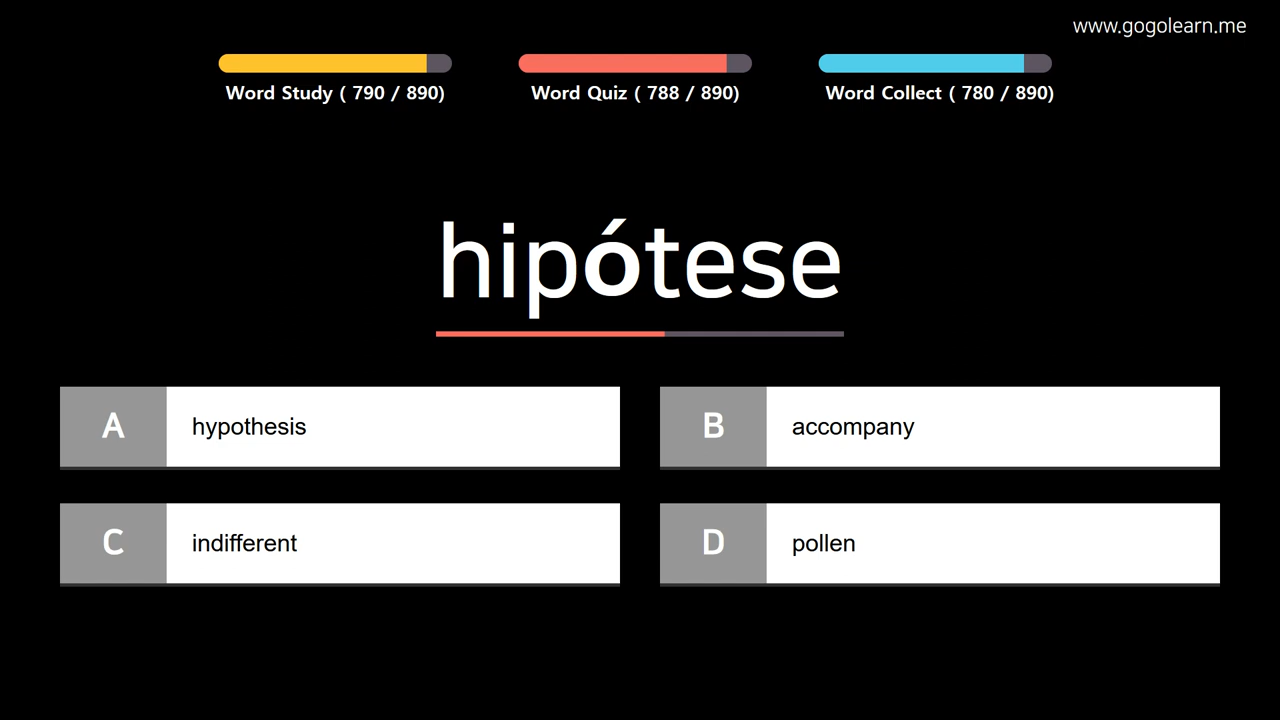 www.gogolearn.me
Word Study ( 790 / 890)
Word Quiz ( 788 / 890)
Word Collect ( 780 / 890)
hipótese
A hypothesis
B accompany
C indifferent
D pollen